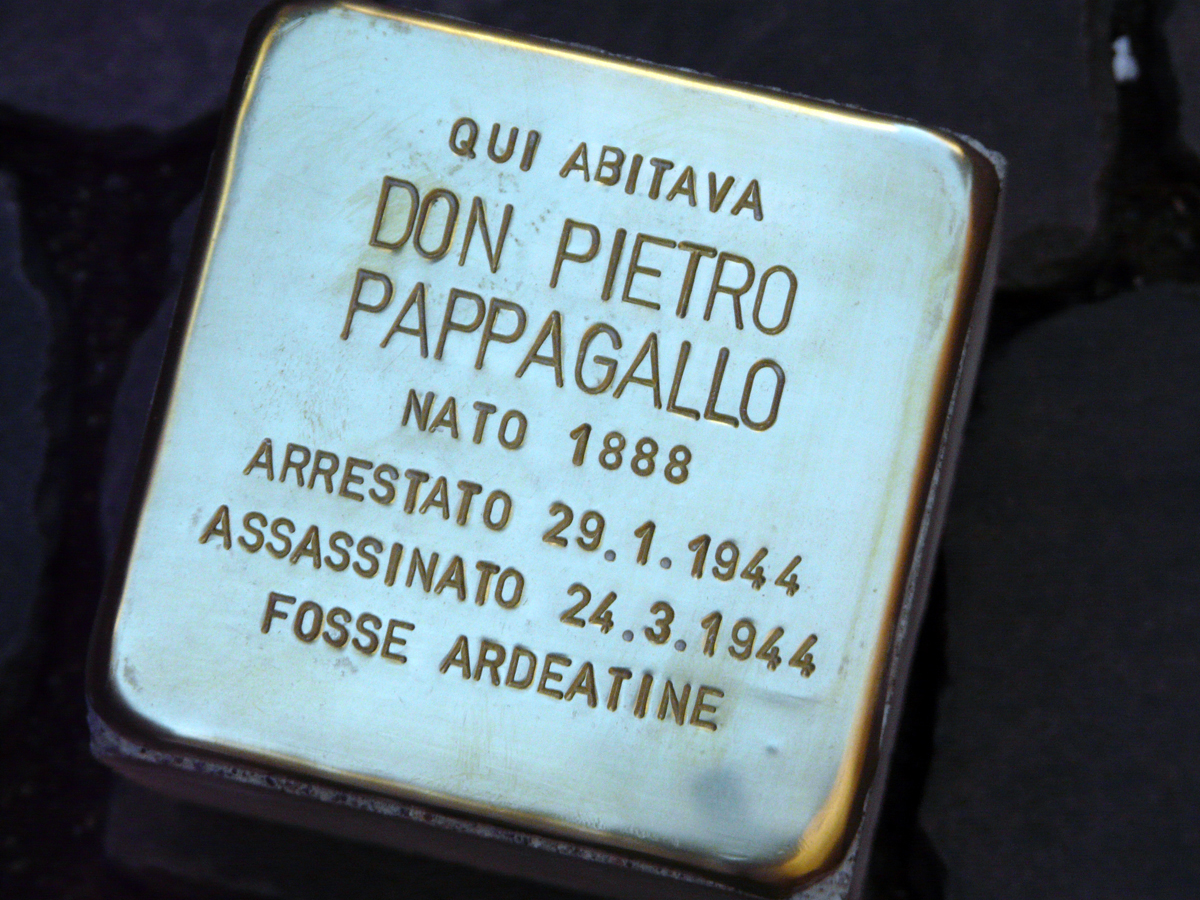 QUI ABITAVA
DON PIETRO
PAPPAGALLO
NATO 1888
ARRESTATO 29.1.1944
ASSASSINATO 24.3.1944
FOSSE ARDEATINE